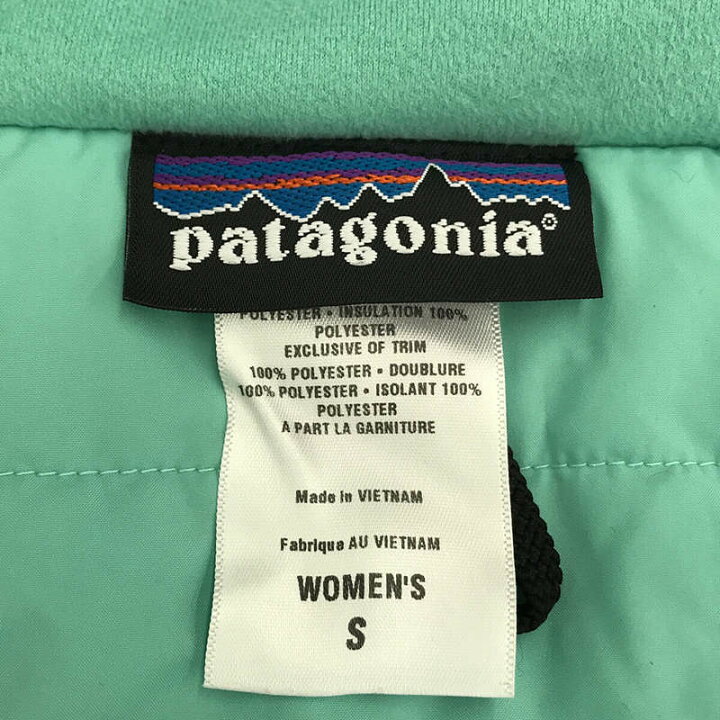 patagonia®
POLYESTER • INSULATION 100%
POLYESTER
EXCLUSIVE OF TRIM
100% POLYESTER • DOUBLURE
100% POLYESTER • ISOLANT 100%
POLYESTER
A PART LA GARNITURE
Made in VIETNAM
Fabriqué AU VIETNAM
WOMEN'S
S